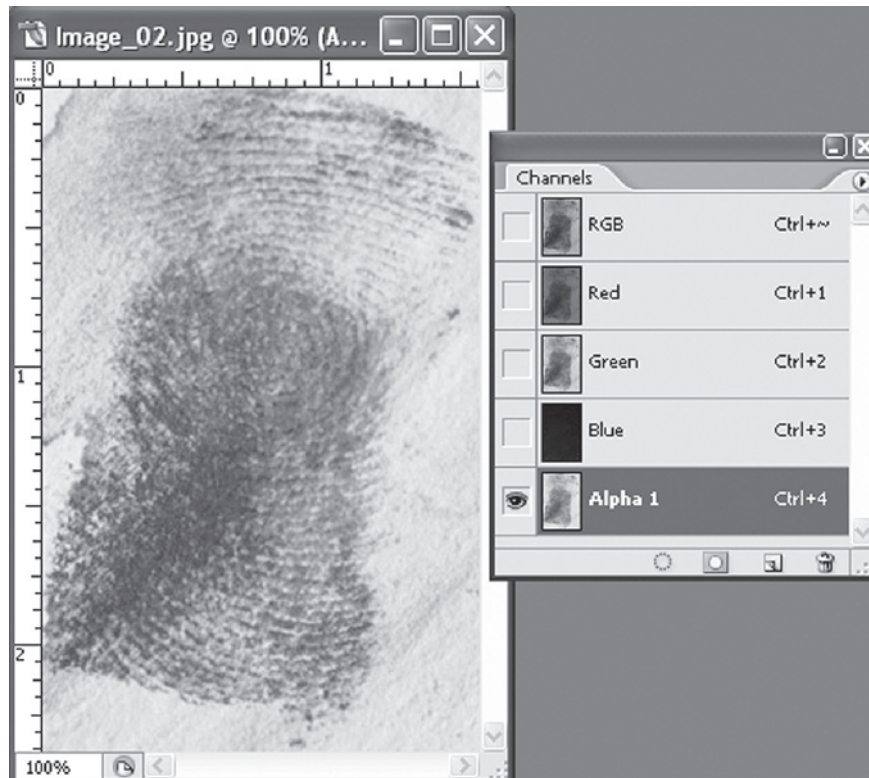 Image_02.jpg @ 100% (A...
0
1
0
1
2
100%
Channels
RGB Ctrl+~
Red Ctrl+1
Green Ctrl+2
Blue Ctrl+3
Alpha 1 Ctrl+4